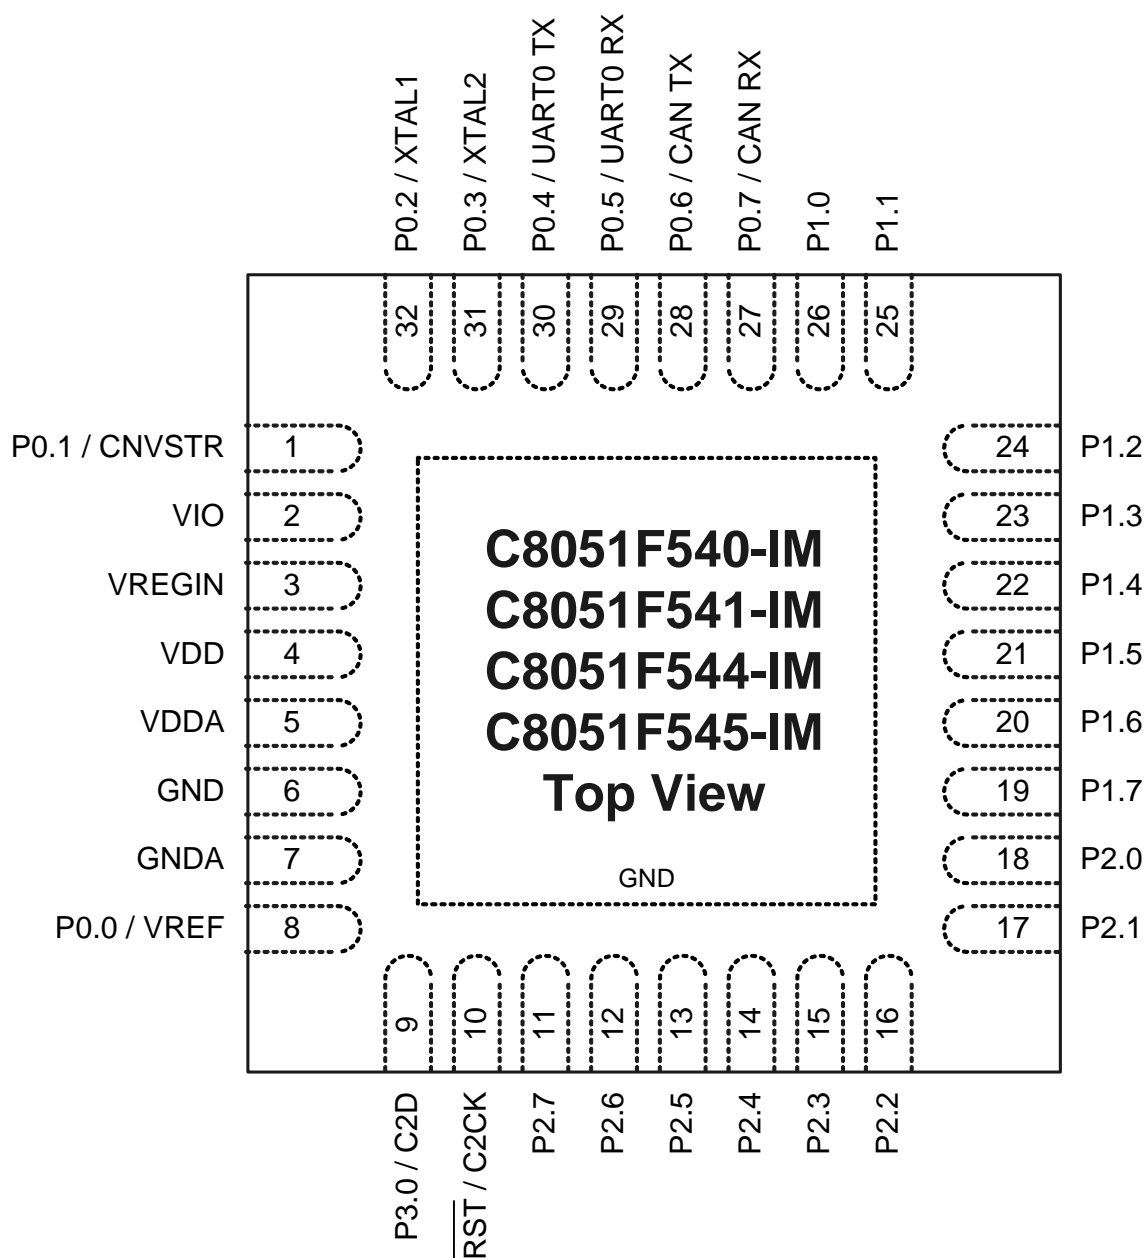 P0.2 / XTAL1
P0.3 / XTAL2
P0.4 / UART0 TX
P0.5 / UART0 RX
P0.6 / CAN TX
P0.7 / CAN RX
P1.0
P1.1
32
31
30
29
28
27
26
25
P0.1 / CNVSTR
1
VIO
2
VREGIN
3
VDD
4
VDDA
5
GND
6
GNDA
7
P0.0 / VREF
8
C8051F540-IM
C8051F541-IM
C8051F544-IM
C8051F545-IM
Top View
GND
24
P1.2
23
P1.3
22
P1.4
21
P1.5
20
P1.6
19
P1.7
18
P2.0
17
P2.1
9
10
11
12
13
14
15
16
P3.0 / C2D
RST / C2CK
P2.7
P2.6
P2.5
P2.4
P2.3
P2.2